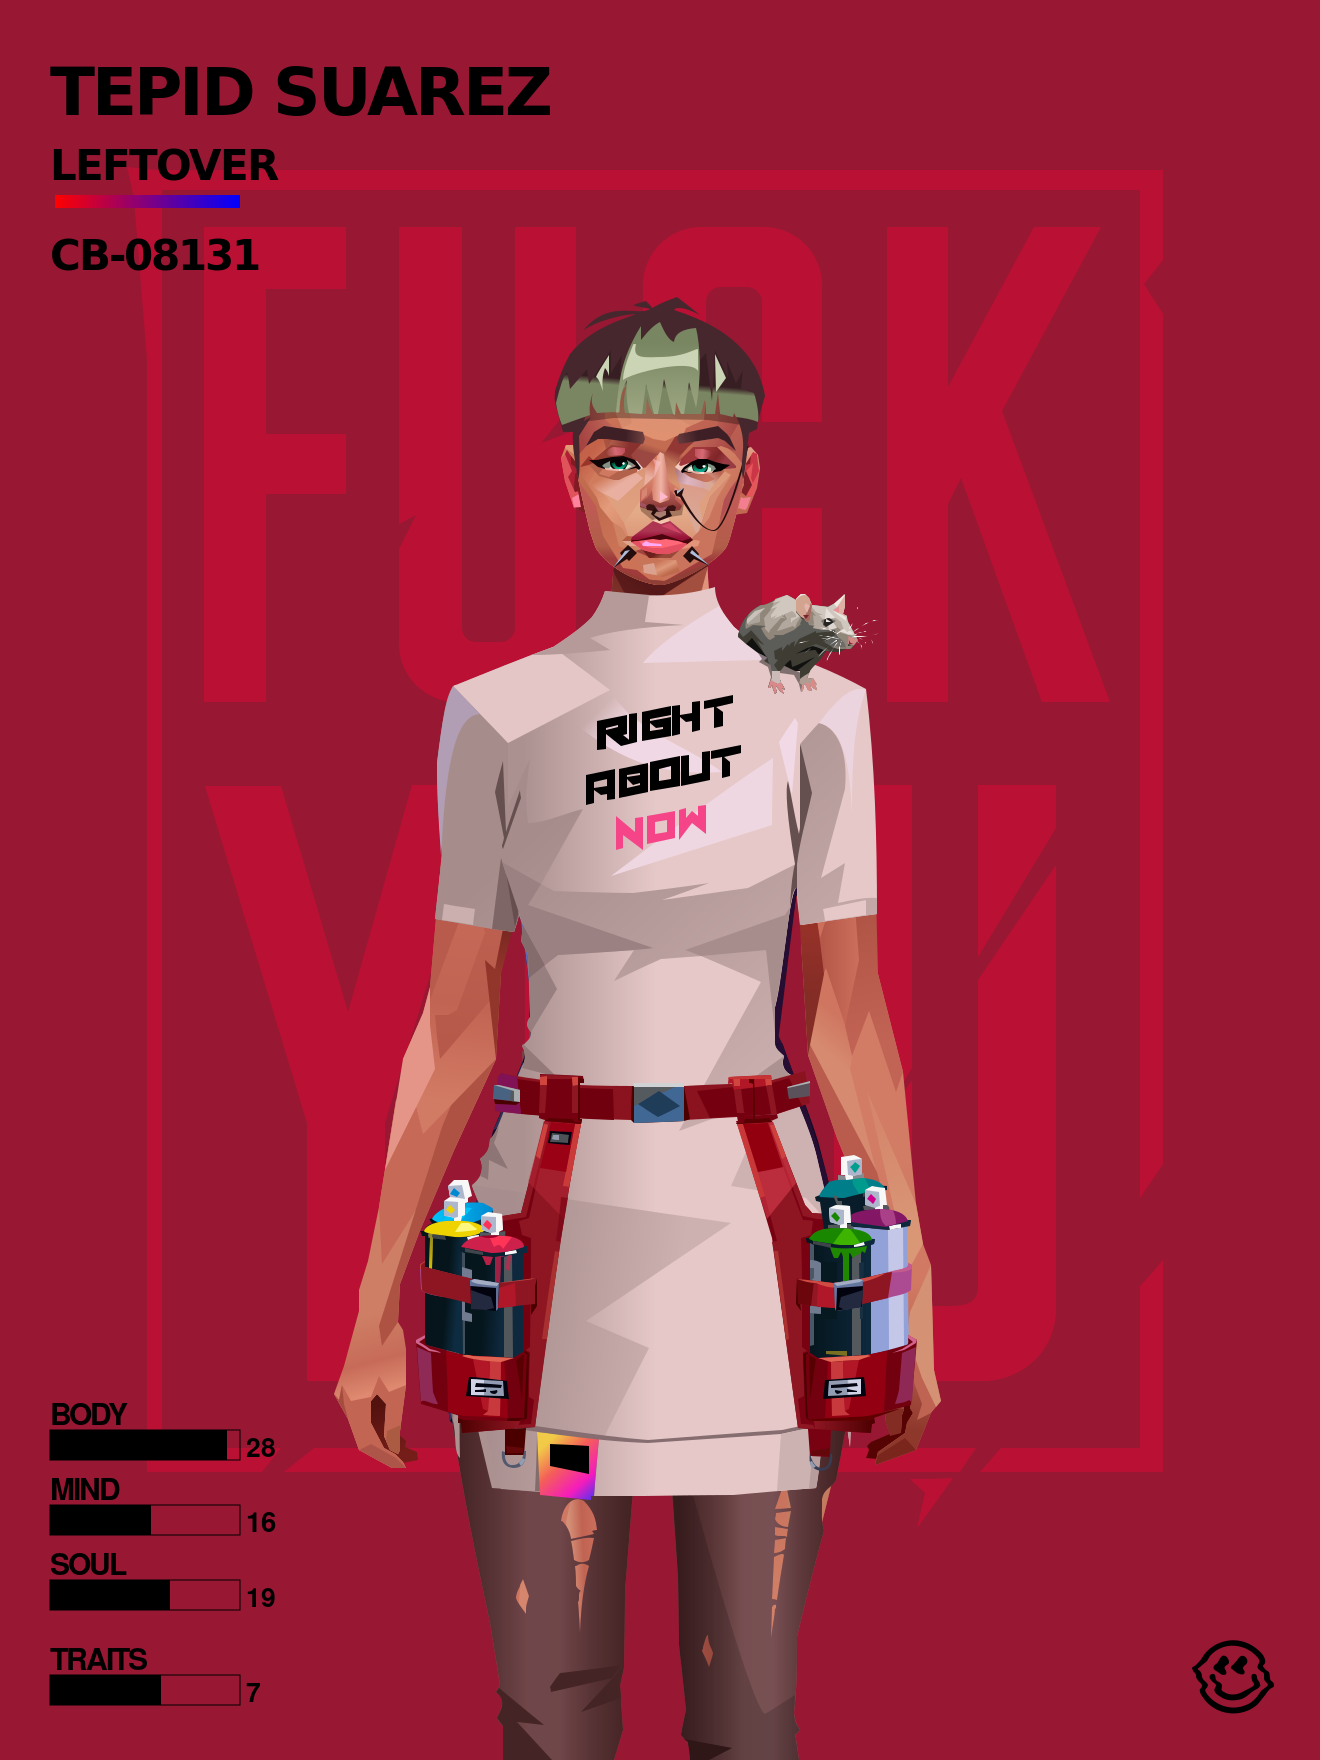 TEPID SUAREZ
LEFTOVER
CB-08131
FUCK
YOU
RIGHT
ABOUT
NOW
BODY
28
MIND
16
SOUL
19
TRAITS
7